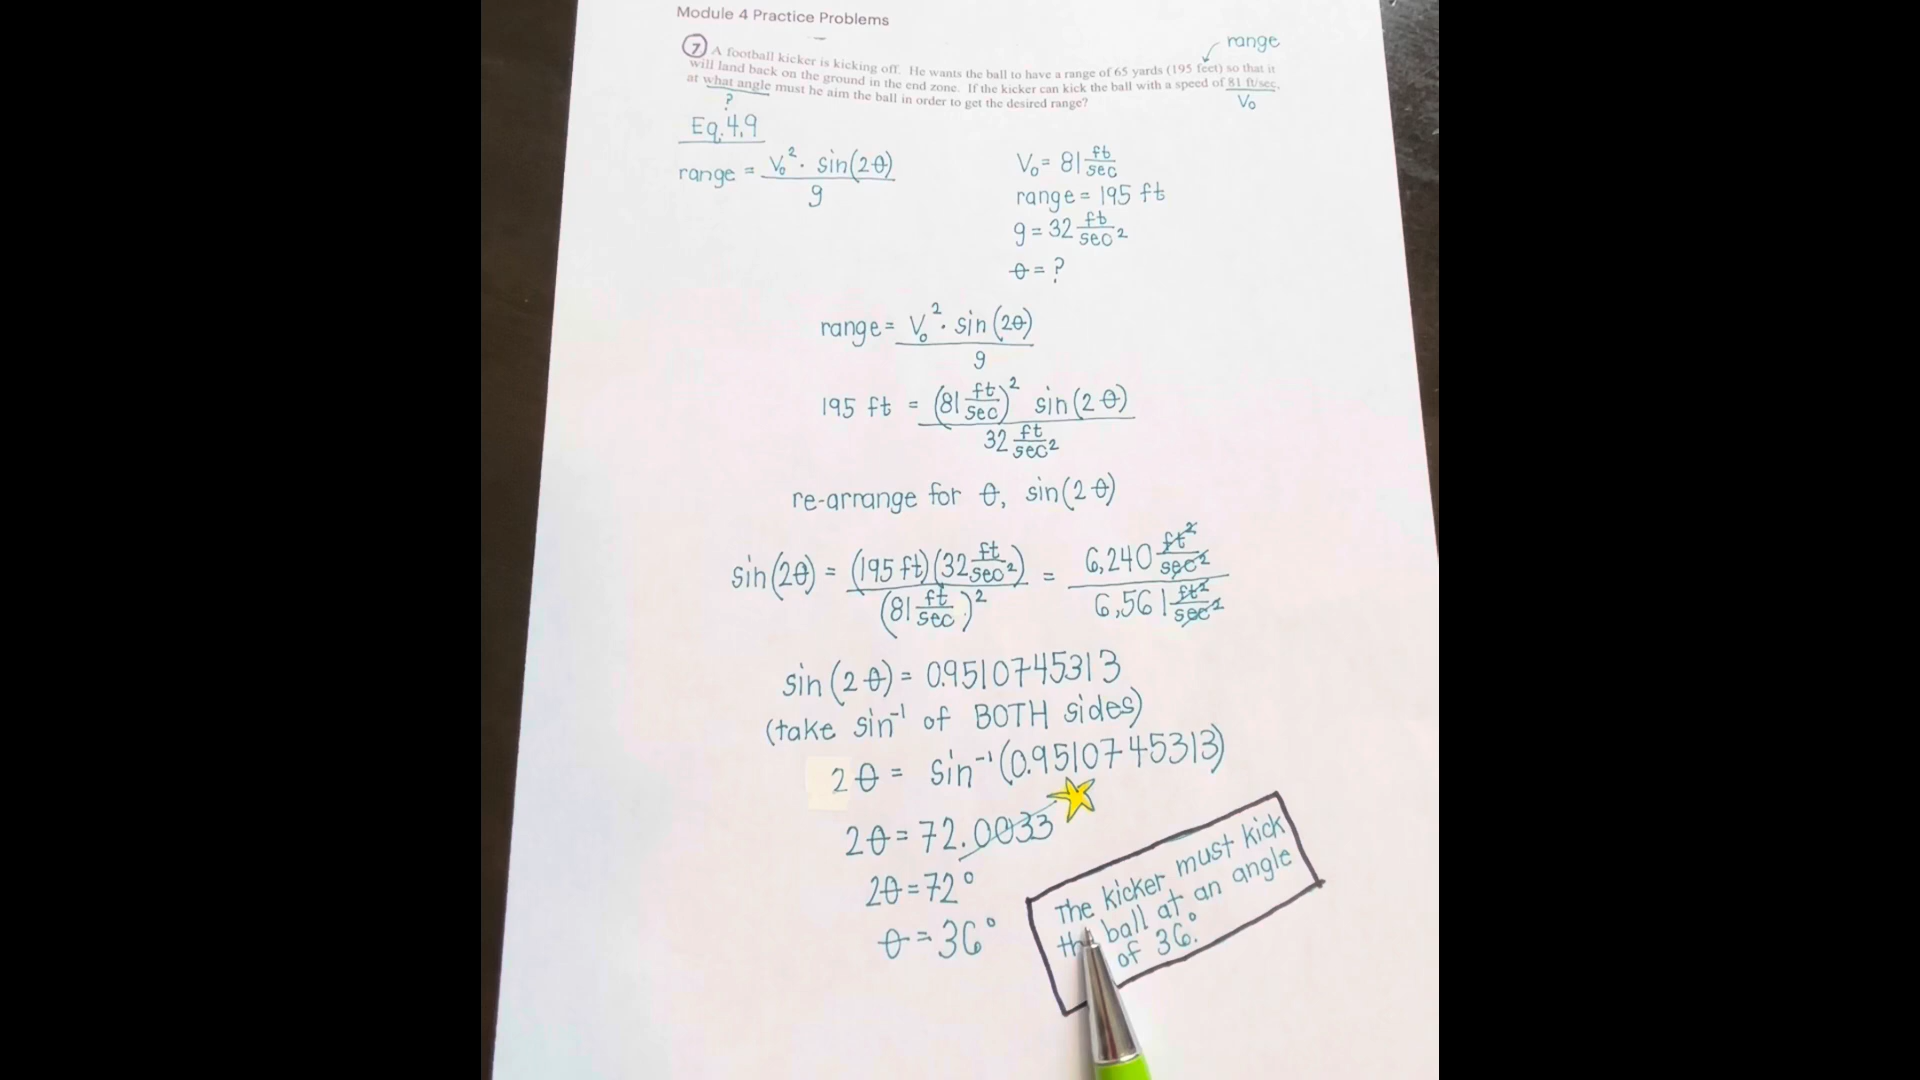 Module 4 Practice Problems
range
7 A football kicker is kicking off. He wants the ball to have a range of 65 yards (195 feet) so that it
will land back on the ground in the end zone. If the kicker can kick the ball with a speed of 81 ft/sec,
at what angle must he aim the ball in order to get the desired range?
?
V₀
Eq. 4.9
range = V₀² · sin(2θ) / g
V₀ = 81 ft/sec
range = 195 ft
g = 32 ft/sec²
θ = ?
range = V₀² · sin(2θ) / g
195 ft = (81 ft/sec)² sin(2θ) / 32 ft/sec²
re-arrange for θ, sin(2θ)
sin(2θ) = (195 ft)(32 ft/sec²) / (81 ft/sec)² = 6,240 ft²/sec² / 6,561 ft²/sec²
sin(2θ) = 0.9510745313
(take sin⁻¹ of BOTH sides)
2θ = sin⁻¹(0.9510745313)
2θ = 72.0033
2θ = 72°
θ = 36°
The kicker must kick
the ball at an angle
of 36°.